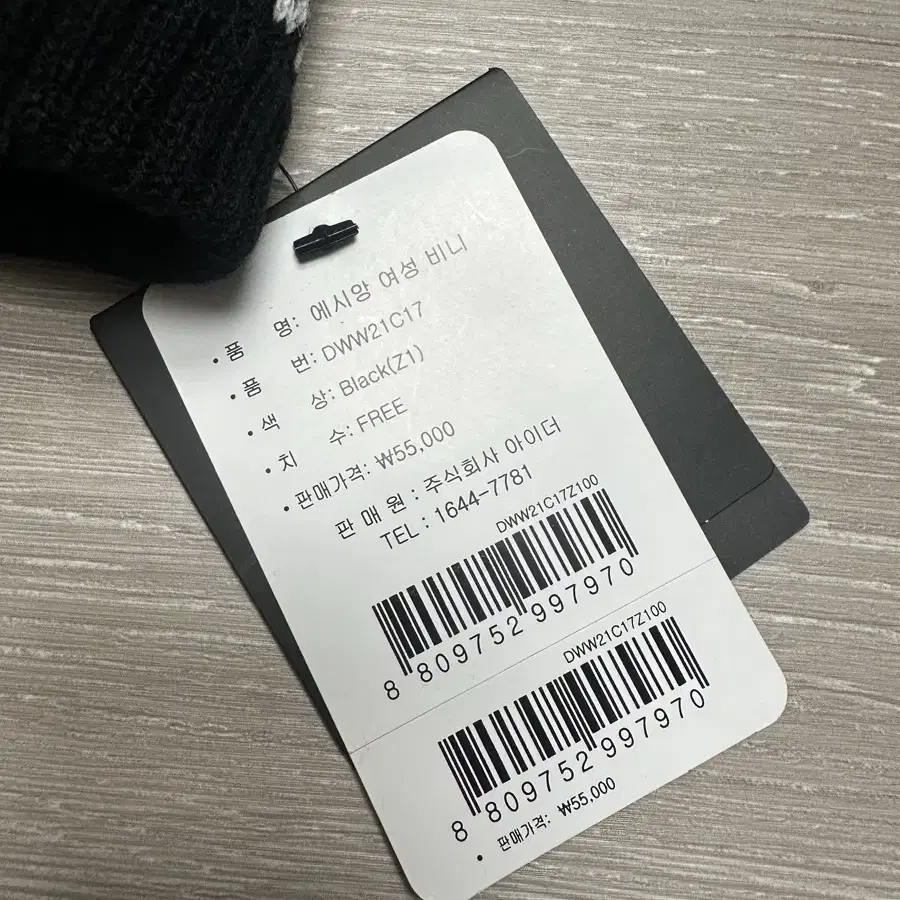 • 품 명: 에시앙 여성 비니
• 품 번: DWW21C17
• 색 상: Black(Z1)
• 치 수: FREE
• 판매가격: ₩55,000
판 매 원 : 주식회사 아이더
TEL : 1644-7781
DWW21C17Z100
8 809752 997970
DWW21C17Z100
8 809752 997970
• 판매가격: ₩55,000